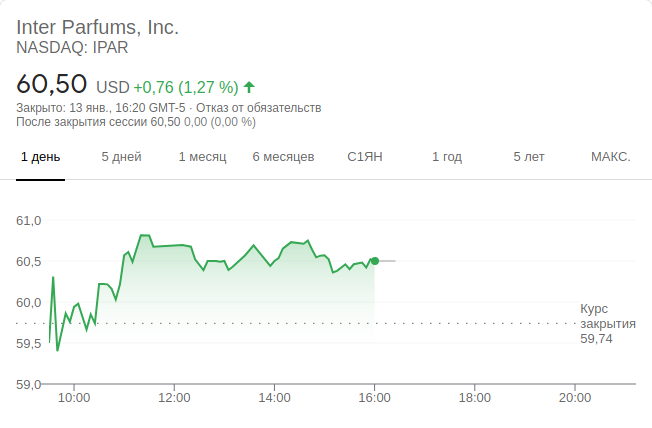 Inter Parfums, Inc.
NASDAQ: IPAR
60,50 USD +0,76 (1,27 %)
Закрыто: 13 янв., 16:20 GMT-5 · Отказ от обязательств
После закрытия сессии 60,50 0,00 (0,00 %)
1 день 5 дней 1 месяц 6 месяцев С1ЯН 1 год 5 лет МАКС.
61,0
60,5
60,0
Курс
закрытия
59,74
59,5
59,0
10:00 12:00 14:00 16:00 18:00 20:00